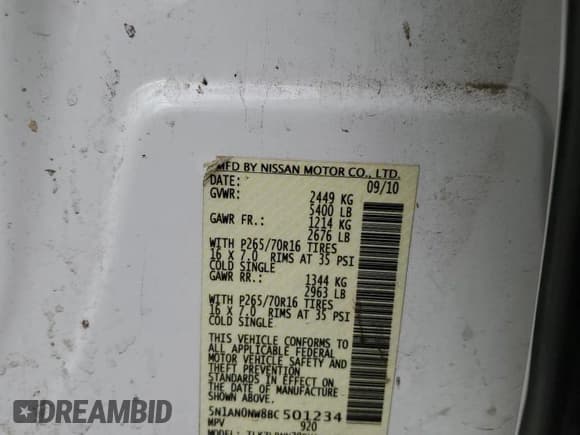 MFD BY NISSAN MOTOR CO., LTD.
DATE: 09/10
GVWR: 2449 KG
5400 LB
GAWR FR.: 1214 KG
2676 LB
WITH P265/70R16 TIRES
16 X 7.0 RIMS AT 35 PSI
COLD SINGLE
GAWR RR.: 1344 KG
2963 LB
WITH P265/70R16 TIRES
16 X 7.0 RIMS AT 35 PSI
COLD SINGLE
THIS VEHICLE CONFORMS TO
ALL APPLICABLE FEDERAL
MOTOR VEHICLE SAFETY AND
THEFT PREVENTION
STANDARDS IN EFFECT ON
THE DATE OF MANUFACTURE
SHOWN ABOVE.
5N1AN0NW8BC501234
MPV 920
DREAMBID
dreambid.com